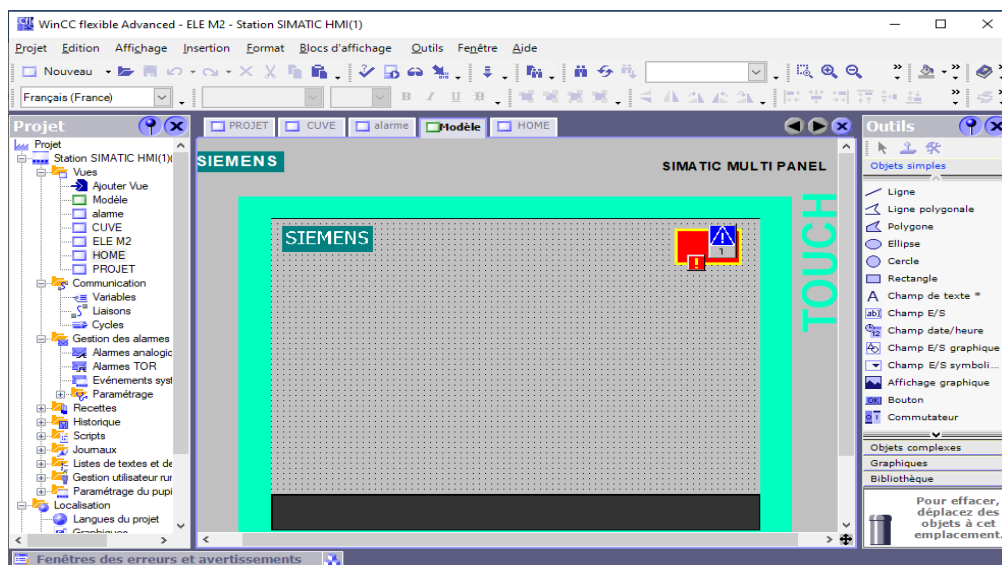 WinCC flexible Advanced - ELE M2 - Station SIMATIC HMI(1)
Projet Edition Affichage Insertion Format Blocs d'affichage Outils Fenêtre Aide
Nouveau
Français (France)
B I U
Projet
PROJET CUVE alarme Modèle HOME
Outils
Projet
Station SIMATIC HMI(1)(
Vues
Ajouter Vue
Modèle
alarme
CUVE
ELE M2
HOME
PROJET
Communication
Variables
Liaisons
Cycles
Gestion des alarmes
Alarmes analogic
Alarmes TOR
Evénements syst
Paramétrage
Recettes
Historique
Scripts
Journaux
Listes de textes et de
Gestion utilisateur rur
Paramétrage du pupi
Localisation
Langues du projet
Graphiques
SIEMENS
SIMATIC MULTI PANEL
TOUCH
SIEMENS
1
!
Objets simples
Ligne
Ligne polygonale
Polygone
Ellipse
Cercle
Rectangle
A Champ de texte *
abI Champ E/S
12 Champ date/heure
Champ E/S graphique
Champ E/S symboli...
Affichage graphique
OK Bouton
0 I Commutateur
Objets complexes
Graphiques
Bibliothèque
Pour effacer,
déplacez des
objets à cet
emplacement.
Fenêtres des erreurs et avertissements